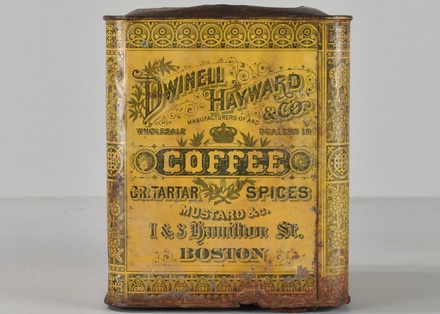 DWINELL
HAYWARD
& CO.
MANUFACTURERS OF AND
WHOLESALE DEALERS IN
COFFEE
CR. TARTAR SPICES
MUSTARD &c.
1 & 3 Hamilton St.
BOSTON